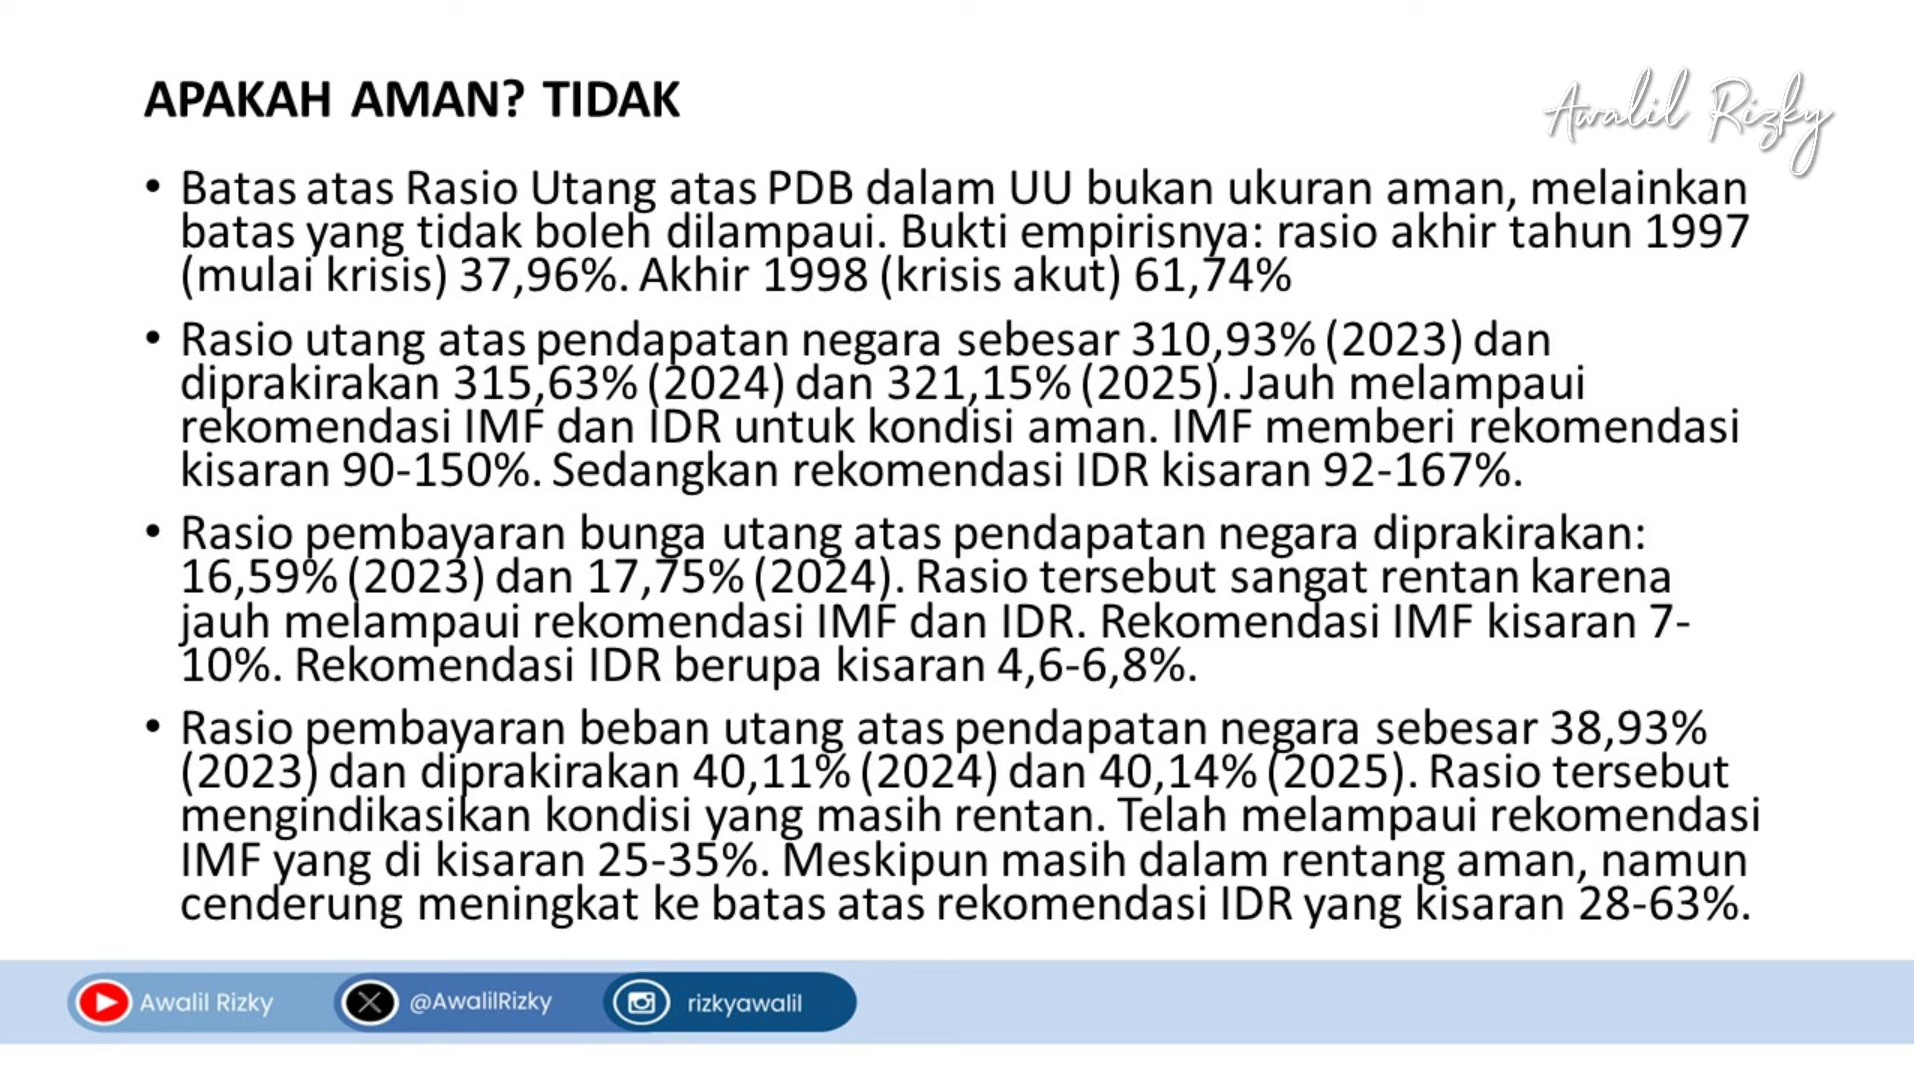 APAKAH AMAN? TIDAK
Awalil Rizky
• Batas atas Rasio Utang atas PDB dalam UU bukan ukuran aman, melainkan
batas yang tidak boleh dilampaui. Bukti empirisnya: rasio akhir tahun 1997
(mulai krisis) 37,96%. Akhir 1998 (krisis akut) 61,74%
• Rasio utang atas pendapatan negara sebesar 310,93% (2023) dan
diprakirakan 315,63% (2024) dan 321,15% (2025). Jauh melampaui
rekomendasi IMF dan IDR untuk kondisi aman. IMF memberi rekomendasi
kisaran 90-150%. Sedangkan rekomendasi IDR kisaran 92-167%.
• Rasio pembayaran bunga utang atas pendapatan negara diprakirakan:
16,59% (2023) dan 17,75% (2024). Rasio tersebut sangat rentan karena
jauh melampaui rekomendasi IMF dan IDR. Rekomendasi IMF kisaran 7-
10%. Rekomendasi IDR berupa kisaran 4,6-6,8%.
• Rasio pembayaran beban utang atas pendapatan negara sebesar 38,93%
(2023) dan diprakirakan 40,11% (2024) dan 40,14% (2025). Rasio tersebut
mengindikasikan kondisi yang masih rentan. Telah melampaui rekomendasi
IMF yang di kisaran 25-35%. Meskipun masih dalam rentang aman, namun
cenderung meningkat ke batas atas rekomendasi IDR yang kisaran 28-63%.
Awalil Rizky
@AwalilRizky
rizkyawalil